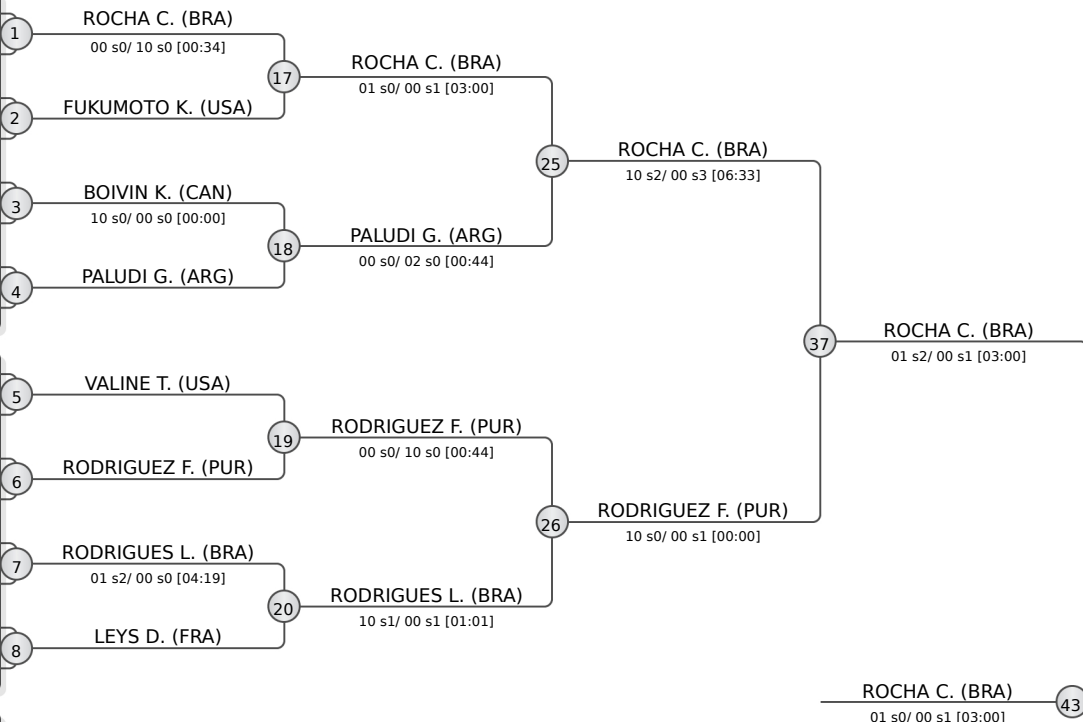 1
ROCHA C. (BRA)
00 s0/ 10 s0 [00:34]
17
ROCHA C. (BRA)
01 s0/ 00 s1 [03:00]
2
FUKUMOTO K. (USA)
25
ROCHA C. (BRA)
10 s2/ 00 s3 [06:33]
3
BOIVIN K. (CAN)
10 s0/ 00 s0 [00:00]
18
PALUDI G. (ARG)
00 s0/ 02 s0 [00:44]
4
PALUDI G. (ARG)
37
ROCHA C. (BRA)
01 s2/ 00 s1 [03:00]
5
VALINE T. (USA)
19
RODRIGUEZ F. (PUR)
00 s0/ 10 s0 [00:44]
6
RODRIGUEZ F. (PUR)
26
RODRIGUEZ F. (PUR)
10 s0/ 00 s1 [00:00]
7
RODRIGUES L. (BRA)
01 s2/ 00 s0 [04:19]
20
RODRIGUES L. (BRA)
10 s1/ 00 s1 [01:01]
8
LEYS D. (FRA)
ROCHA C. (BRA)
43
01 s0/ 00 s1 [03:00]